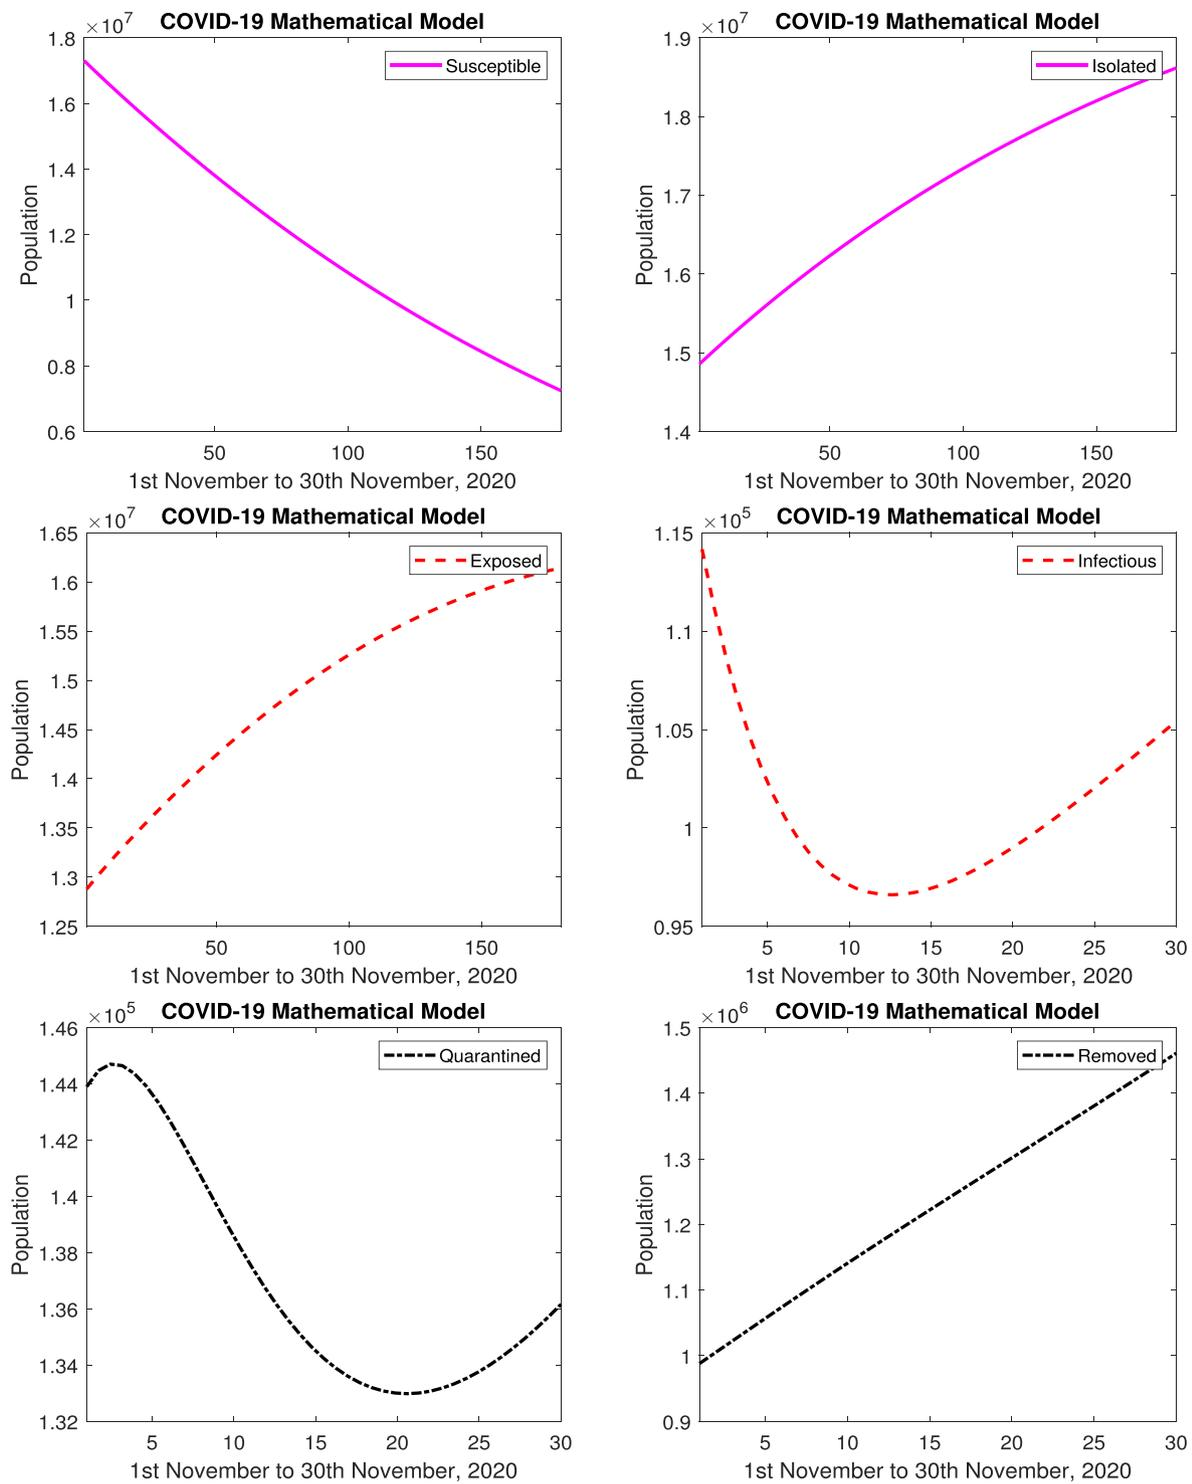 COVID-19 Mathematical Model
×10^7
Susceptible
Population
1.8
1.6
1.4
1.2
1
0.8
0.6
50 100 150
1st November to 30th November, 2020
COVID-19 Mathematical Model
×10^7
Isolated
Population
1.9
1.8
1.7
1.6
1.5
1.4
50 100 150
1st November to 30th November, 2020
COVID-19 Mathematical Model
×10^7
Exposed
Population
1.65
1.6
1.55
1.5
1.45
1.4
1.35
1.3
1.25
50 100 150
1st November to 30th November, 2020
COVID-19 Mathematical Model
×10^5
Infectious
Population
1.15
1.1
1.05
1
0.95
5 10 15 20 25 30
1st November to 30th November, 2020
COVID-19 Mathematical Model
×10^5
Quarantined
Population
1.46
1.44
1.42
1.4
1.38
1.36
1.34
1.32
5 10 15 20 25 30
1st November to 30th November, 2020
COVID-19 Mathematical Model
×10^6
Removed
Population
1.5
1.4
1.3
1.2
1.1
1
0.9
5 10 15 20 25 30
1st November to 30th November, 2020